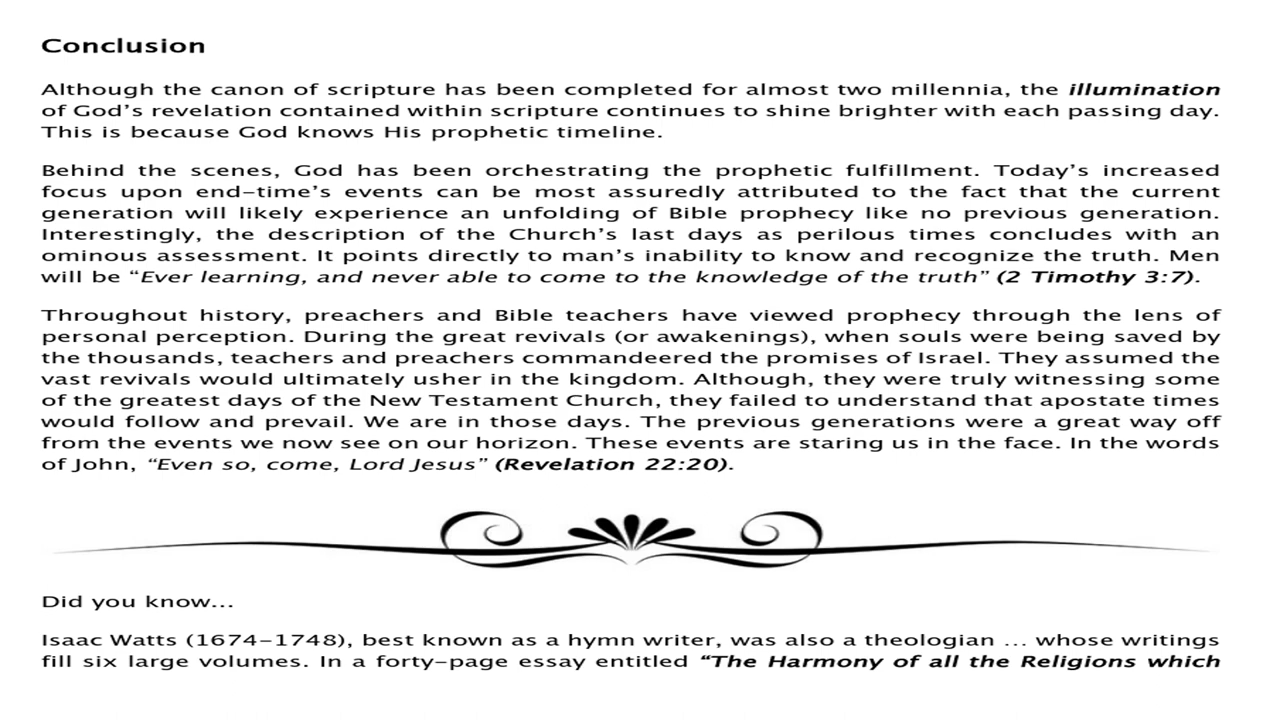 Conclusion
Although the canon of scripture has been completed for almost two millennia, the illumination
of God’s revelation contained within scripture continues to shine brighter with each passing day.
This is because God knows His prophetic timeline.
Behind the scenes, God has been orchestrating the prophetic fulfillment. Today’s increased
focus upon end-time’s events can be most assuredly attributed to the fact that the current
generation will likely experience an unfolding of Bible prophecy like no previous generation.
Interestingly, the description of the Church’s last days as perilous times concludes with an
ominous assessment. It points directly to man’s inability to know and recognize the truth. Men
will be “Ever learning, and never able to come to the knowledge of the truth” (2 Timothy 3:7).
Throughout history, preachers and Bible teachers have viewed prophecy through the lens of
personal perception. During the great revivals (or awakenings), when souls were being saved by
the thousands, teachers and preachers commandeered the promises of Israel. They assumed the
vast revivals would ultimately usher in the kingdom. Although, they were truly witnessing some
of the greatest days of the New Testament Church, they failed to understand that apostate times
would follow and prevail. We are in those days. The previous generations were a great way off
from the events we now see on our horizon. These events are staring us in the face. In the words
of John, “Even so, come, Lord Jesus” (Revelation 22:20).
Did you know...
Isaac Watts (1674-1748), best known as a hymn writer, was also a theologian ... whose writings
fill six large volumes. In a forty-page essay entitled “The Harmony of all the Religions which